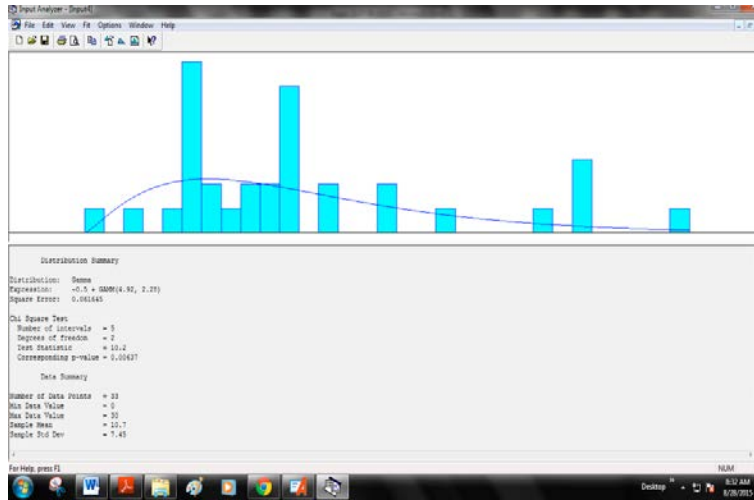 Input Analyzer - [Input4]
File Edit View Fit Options Window Help
Distribution Summary
Distribution: Gamma
Expression: -0.5 + GAMM(4.92, 2.28)
Square Error: 0.061645
Chi Square Test
Number of intervals = 5
Degrees of freedom = 2
Test Statistic = 10.2
Corresponding p-value = 0.00637
Data Summary
Number of Data Points = 33
Min Data Value = 0
Max Data Value = 30
Sample Mean = 10.7
Sample Std Dev = 7.45
For Help, press F1
NUM
Desktop
8:32 AM
8/28/2015